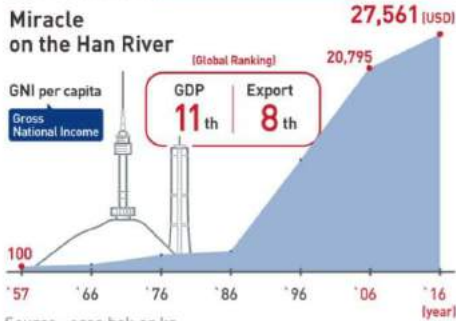 Miracle
on the Han River
27,561 (USD)
20,795
(Global Ranking)
GDP
11th
Export
8th
GNI per capita
Gross
National Income
100
'57 '66 '76 '86 '96 '06 '16
(year)